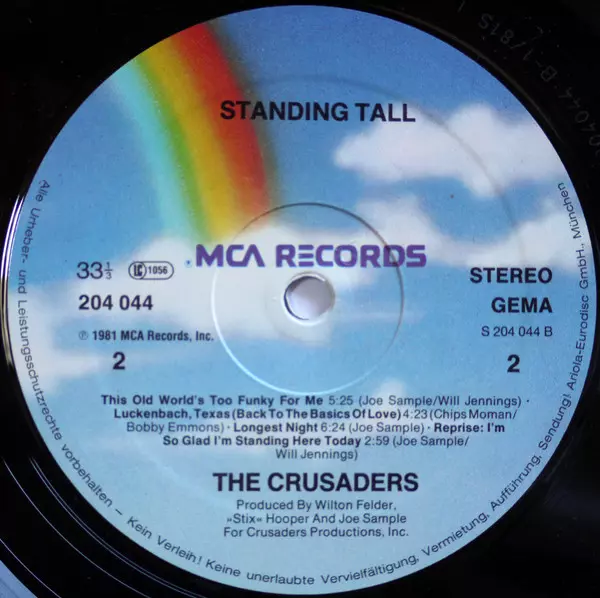 STANDING TALL
MCA RECORDS
33⅓ LC 1056
204 044
℗ 1981 MCA Records, Inc.
2
STEREO
GEMA
S 204 044 B
2
This Old World's Too Funky For Me 5:25 (Joe Sample/Will Jennings) ·
Luckenbach, Texas (Back To The Basics Of Love) 4:23 (Chips Moman/
Bobby Emmons) · Longest Night 6:24 (Joe Sample) · Reprise: I'm
So Glad I'm Standing Here Today 2:59 (Joe Sample/
Will Jennings)
THE CRUSADERS
Produced By Wilton Felder,
»Stix« Hooper And Joe Sample
For Crusaders Productions, Inc.
Alle Urheber- und Leistungsschutzrechte vorbehalten – Kein Verleih! Keine unerlaubte Vervielfältigung, Vermietung, Aufführung, Sendung! Ariola-Eurodisc GmbH., München
204044 B-1/81S